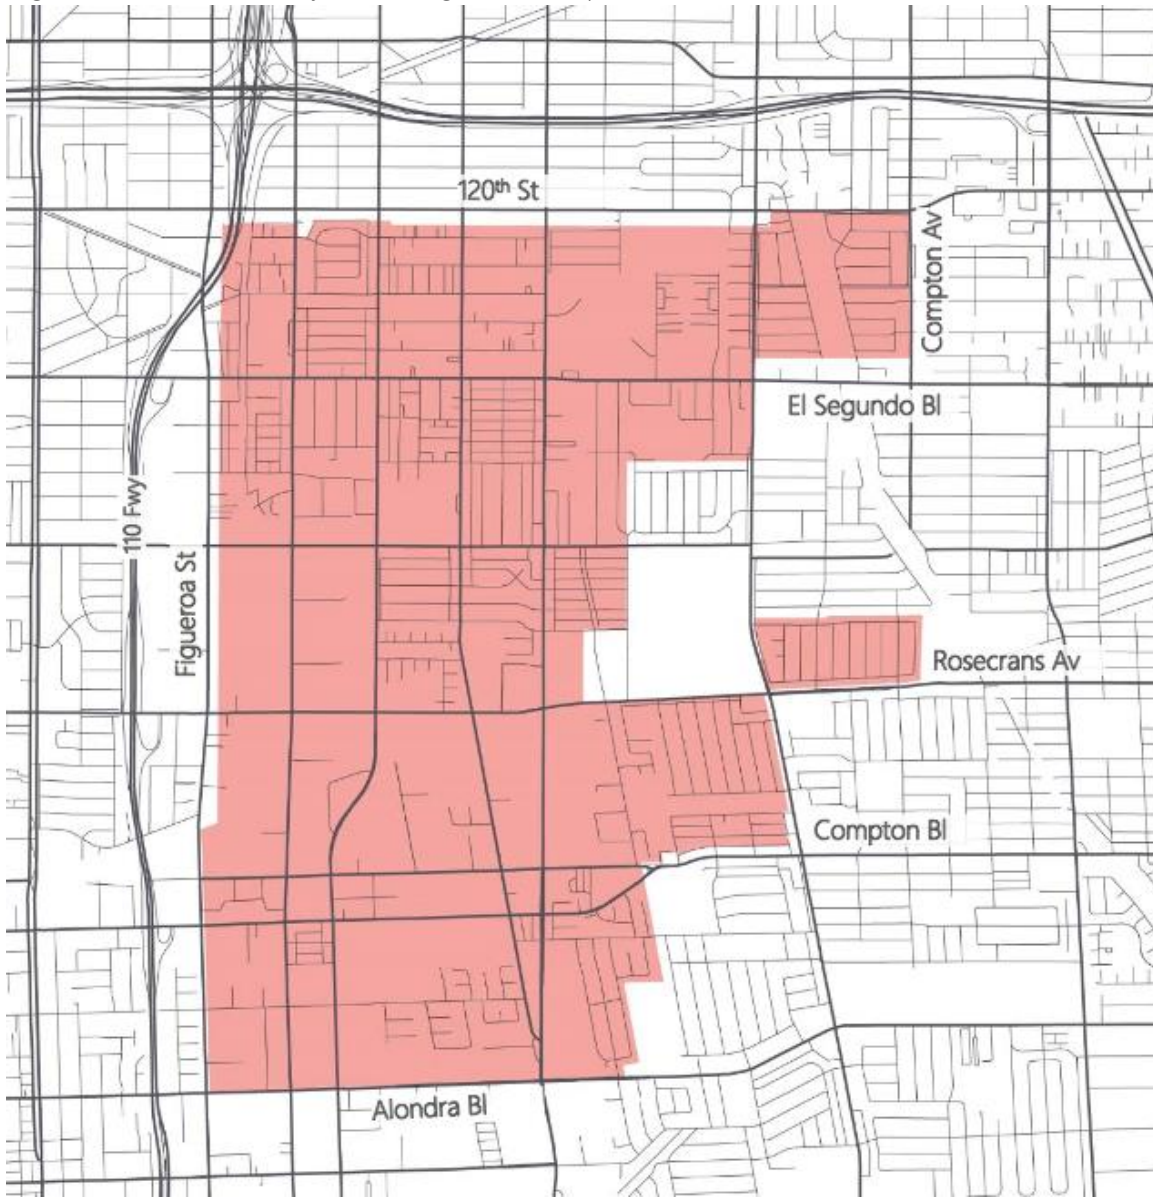 120th St
Compton Av
El Segundo Bl
110 Fwy
Figueroa St
Rosecrans Av
Compton Bl
Alondra Bl